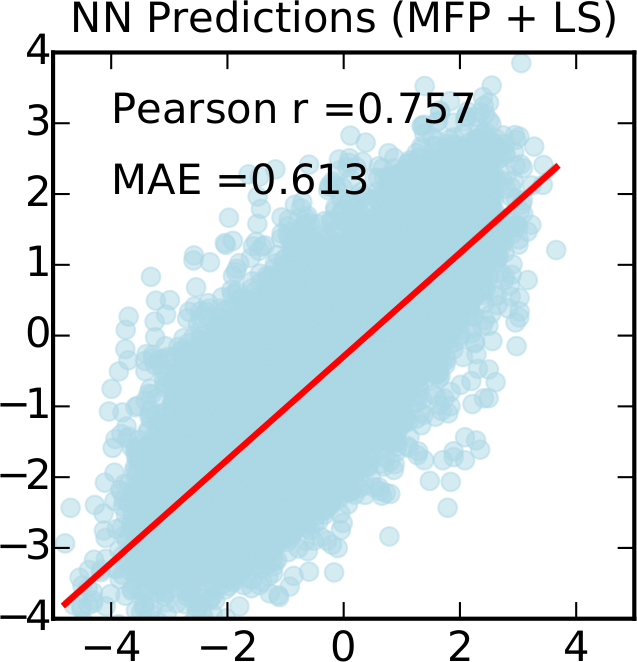 NN Predictions (MFP + LS)
Pearson r =0.757
MAE =0.613
4
3
2
1
0
−1
−2
−3
−4
−4 −2 0 2 4